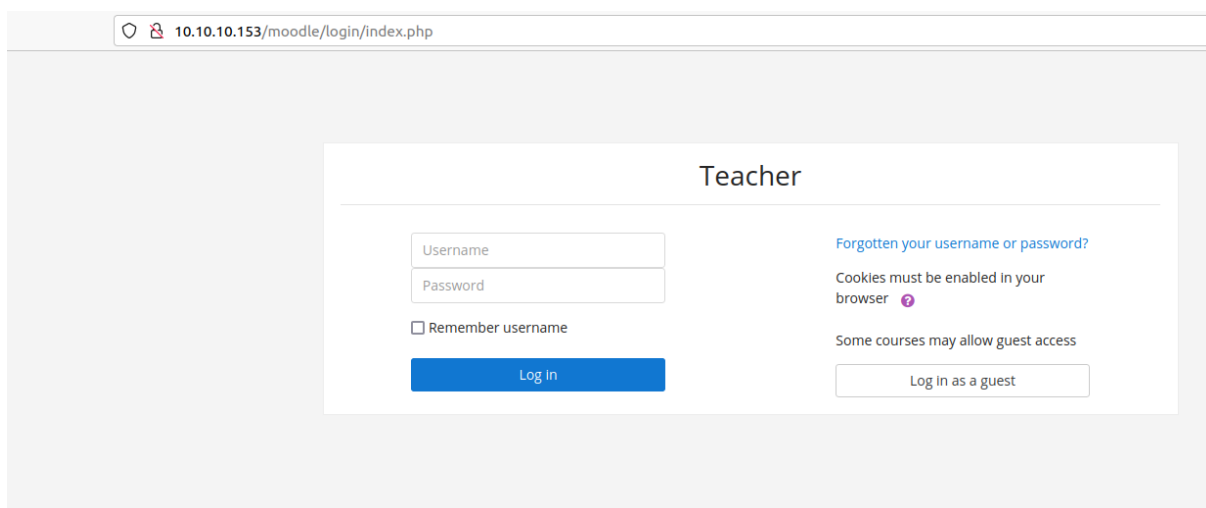 10.10.10.153/moodle/login/index.php
Teacher
Username
Password
Remember username
Log in
Forgotten your username or password?
Cookies must be enabled in your
browser
Some courses may allow guest access
Log in as a guest